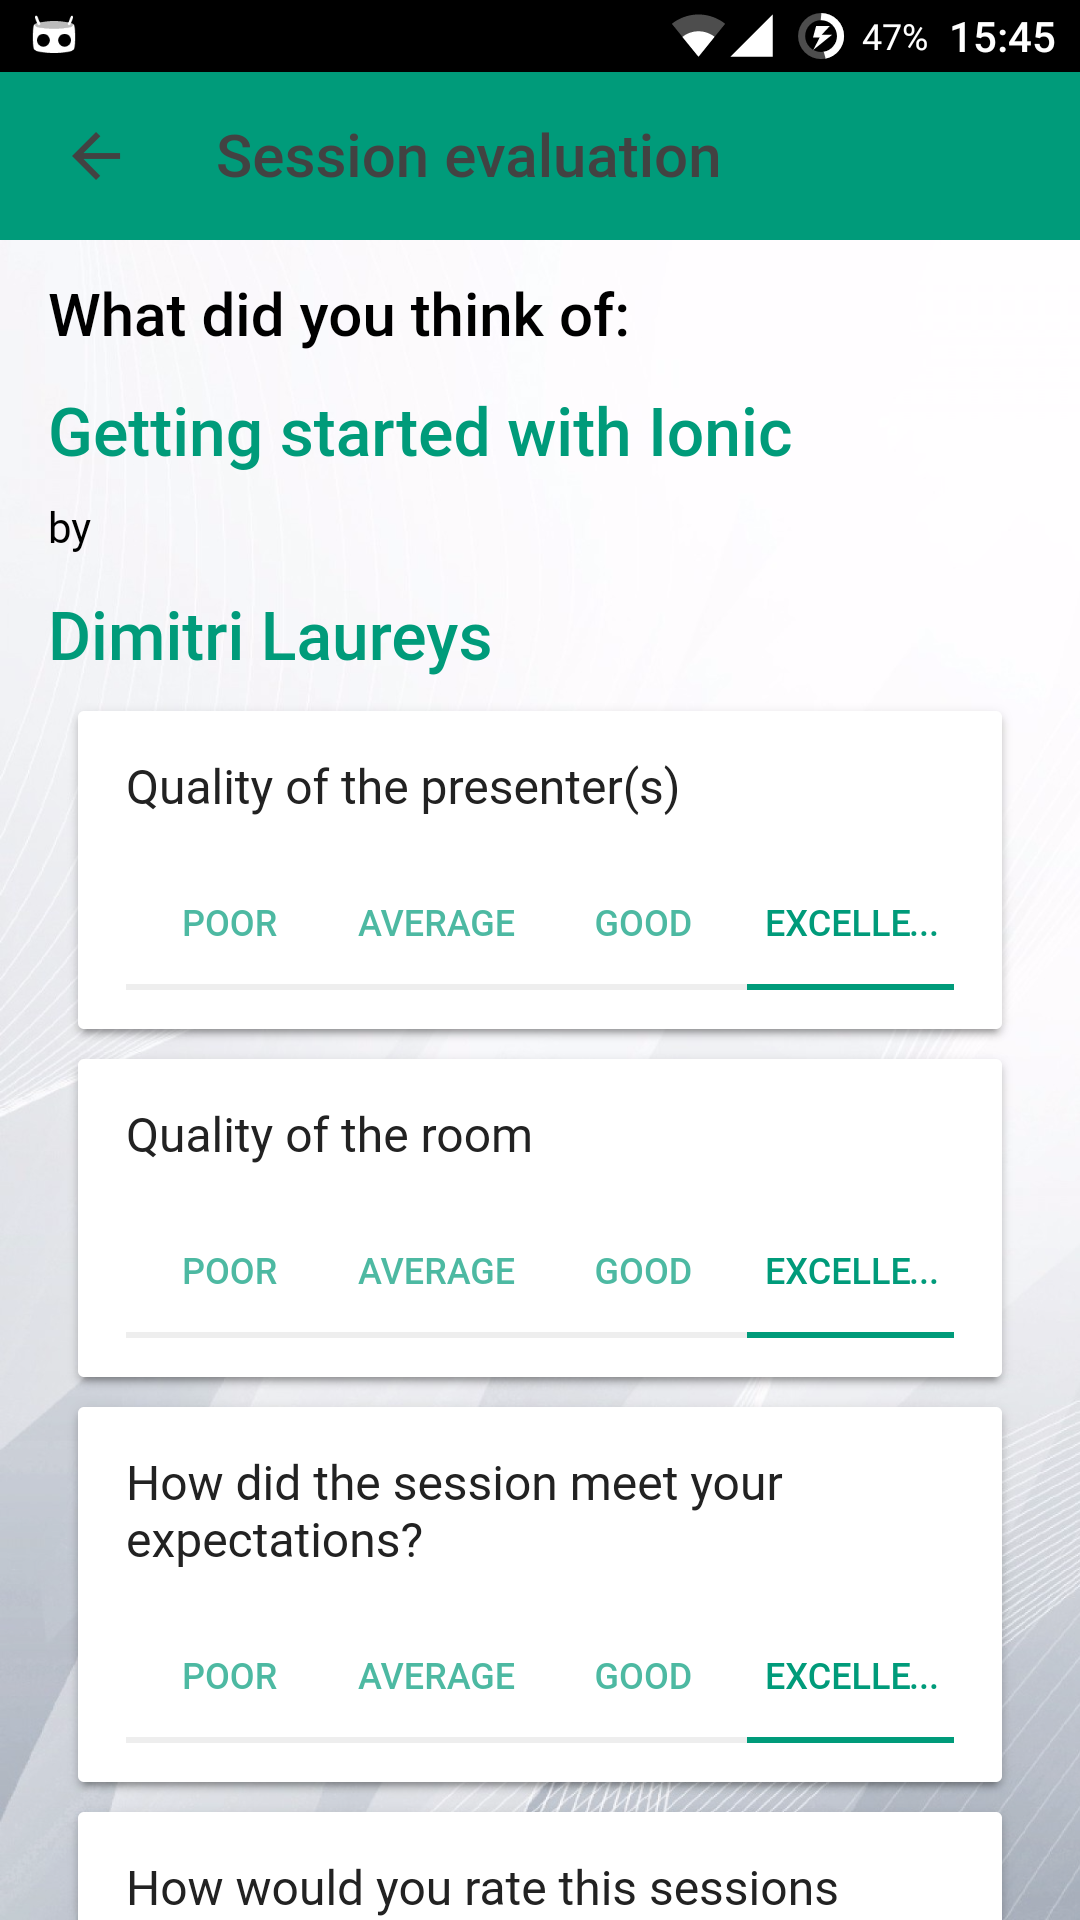 47% 15:45
Session evaluation
What did you think of:
Getting started with Ionic
by
Dimitri Laureys
Quality of the presenter(s)
POOR AVERAGE GOOD EXCELLE...
Quality of the room
POOR AVERAGE GOOD EXCELLE...
How did the session meet your
expectations?
POOR AVERAGE GOOD EXCELLE...
How would you rate this sessions